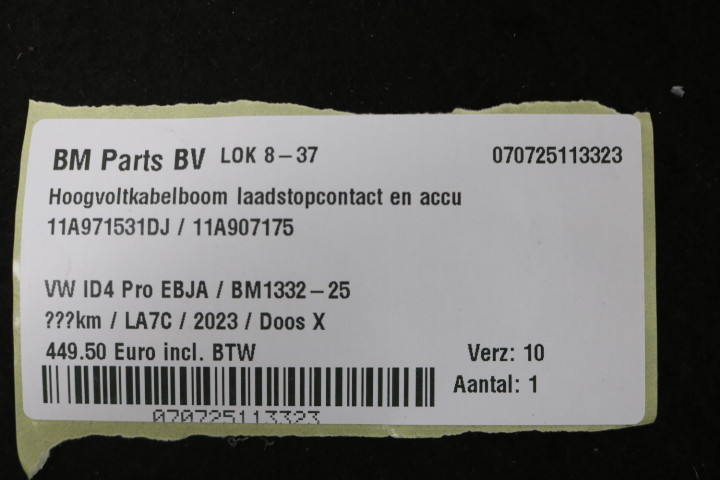 BM Parts BV LOK 8-37 070725113323
Hoogvoltkabelboom laadstopcontact en accu
11A971531DJ / 11A907175
VW ID4 Pro EBJA / BM1332-25
???km / LA7C / 2023 / Doos X
449.50 Euro incl. BTW Verz: 10
Aantal: 1
070725113323